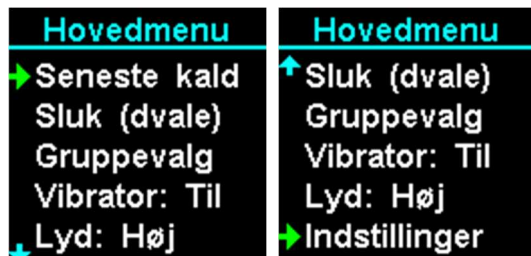 Hovedmenu
Seneste kald
Sluk (dvale)
Gruppevalg
Vibrator: Til
Lyd: Høj
Hovedmenu
Sluk (dvale)
Gruppevalg
Vibrator: Til
Lyd: Høj
Indstillinger